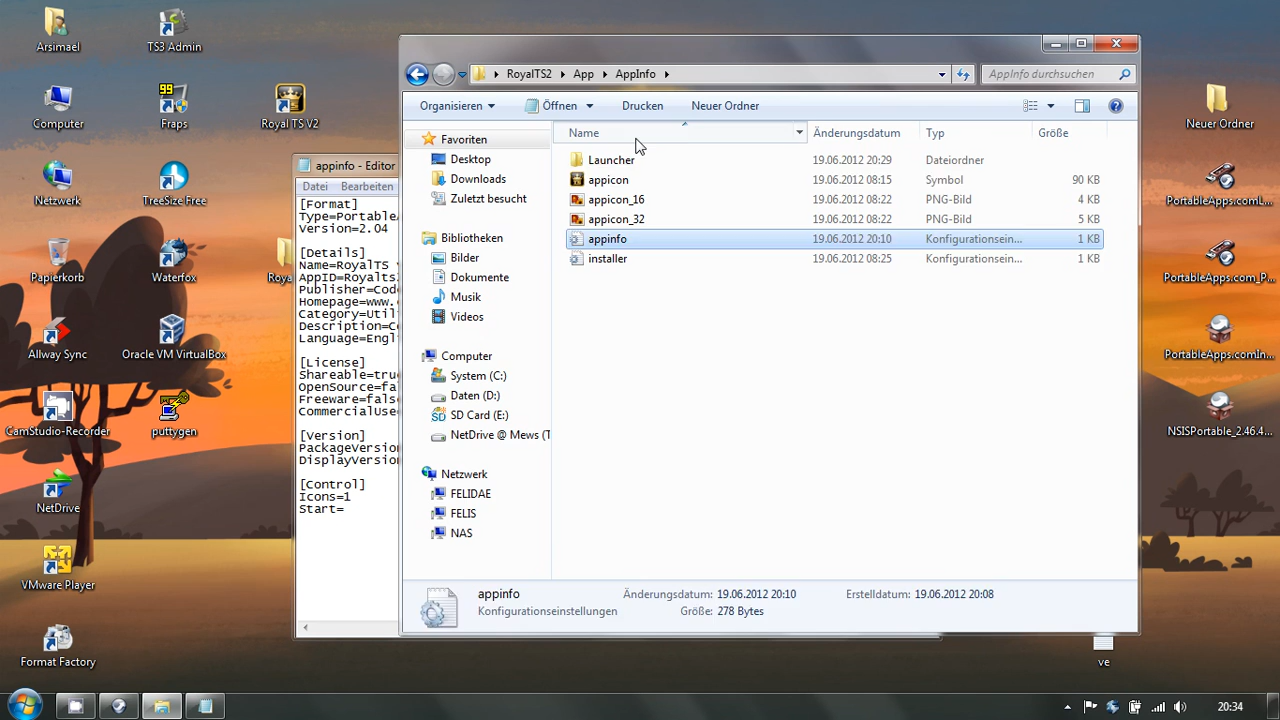 Arsimael
TS3 Admin
Computer
Fraps
Royal TS V2
Netzwerk
TreeSize Free
Papierkorb
Waterfox
Roya
Allway Sync
Oracle VM VirtualBox
CamStudio-Recorder
puttygen
NetDrive
VMware Player
Format Factory
appinfo - Editor
Datei Bearbeiten
[Format]
Version=2.04
[Details]
Name=RoyalTS
AppID=Royalts
Publisher=Cod
Homepage=www.
Category=Util
Description=Co
Language=Engl
[License]
Shareable=true
OpenSource=fal
Freeware=false
CommercialUse
[Version]
PackageVersion
DisplayVersion
[Control]
Icons=1
Start=
RoyalTS2 App AppInfo
AppInfo durchsuchen
Organisieren Öffnen Drucken Neuer Ordner
Name Änderungsdatum Typ Größe
Launcher 19.06.2012 20:29 Dateiordner
appicon 19.06.2012 08:15 Symbol 90 KB
appicon_16 19.06.2012 08:22 PNG-Bild 4 KB
appicon_32 19.06.2012 08:22 PNG-Bild 5 KB
appinfo 19.06.2012 20:10 Konfigurationsein... 1 KB
installer 19.06.2012 08:25 Konfigurationsein... 1 KB
Favoriten
Desktop
Downloads
Zuletzt besucht
Bibliotheken
Bilder
Dokumente
Musik
Videos
Computer
System (C:)
Daten (D:)
SD Card (E:)
NetDrive @ Mews (T
Netzwerk
FELIDAE
FELIS
NAS
appinfo Änderungsdatum: 19.06.2012 20:10 Erstelldatum: 19.06.2012 20:08
Konfigurationseinstellungen Größe: 278 Bytes
Neuer Ordner
PortableApps.comL...
PortableApps.com_P...
PortableApps.comIn...
NSISPortable_2.46.4...
ve
20:34